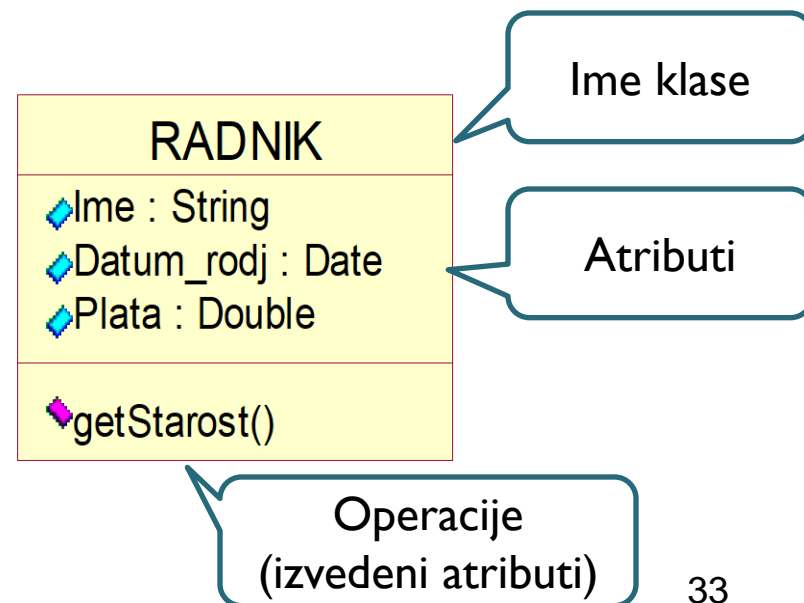 Ime klase
RADNIK
Ime : String
Datum_rodj : Date
Plata : Double
Atributi
getStarost()
Operacije
(izvedeni atributi)
33